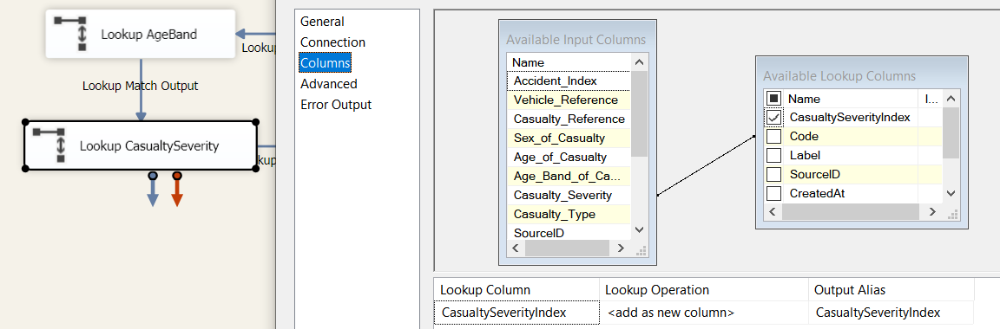 Lookup AgeBand
Looku
Lookup Match Output
Lookup CasualtySeverity
kup
General
Connection
Columns
Advanced
Error Output
Available Input Columns
Name
Accident_Index
Vehicle_Reference
Casualty_Reference
Sex_of_Casualty
Age_of_Casualty
Age_Band_of_Ca...
Casualty_Severity
Casualty_Type
SourceID
Available Lookup Columns
Name I...
CasualtySeverityIndex
Code
Label
SourceID
CreatedAt
Lookup Column Lookup Operation Output Alias
CasualtySeverityIndex <add as new column> CasualtySeverityIndex